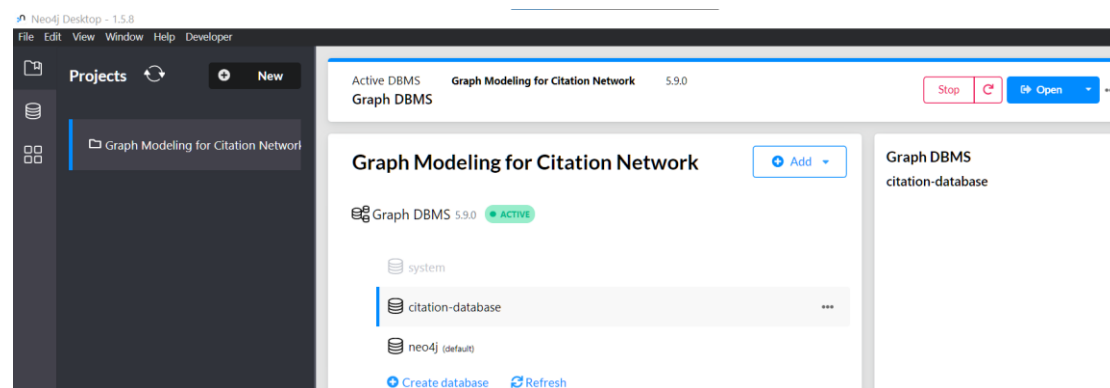 Neo4j Desktop - 1.5.8
File Edit View Window Help Developer
Projects
New
Graph Modeling for Citation Network
Active DBMS Graph Modeling for Citation Network 5.9.0
Graph DBMS
Stop
Open
Graph Modeling for Citation Network
Add
Graph DBMS 5.9.0 ACTIVE
system
citation-database
neo4j (default)
Create database Refresh
Graph DBMS
citation-database